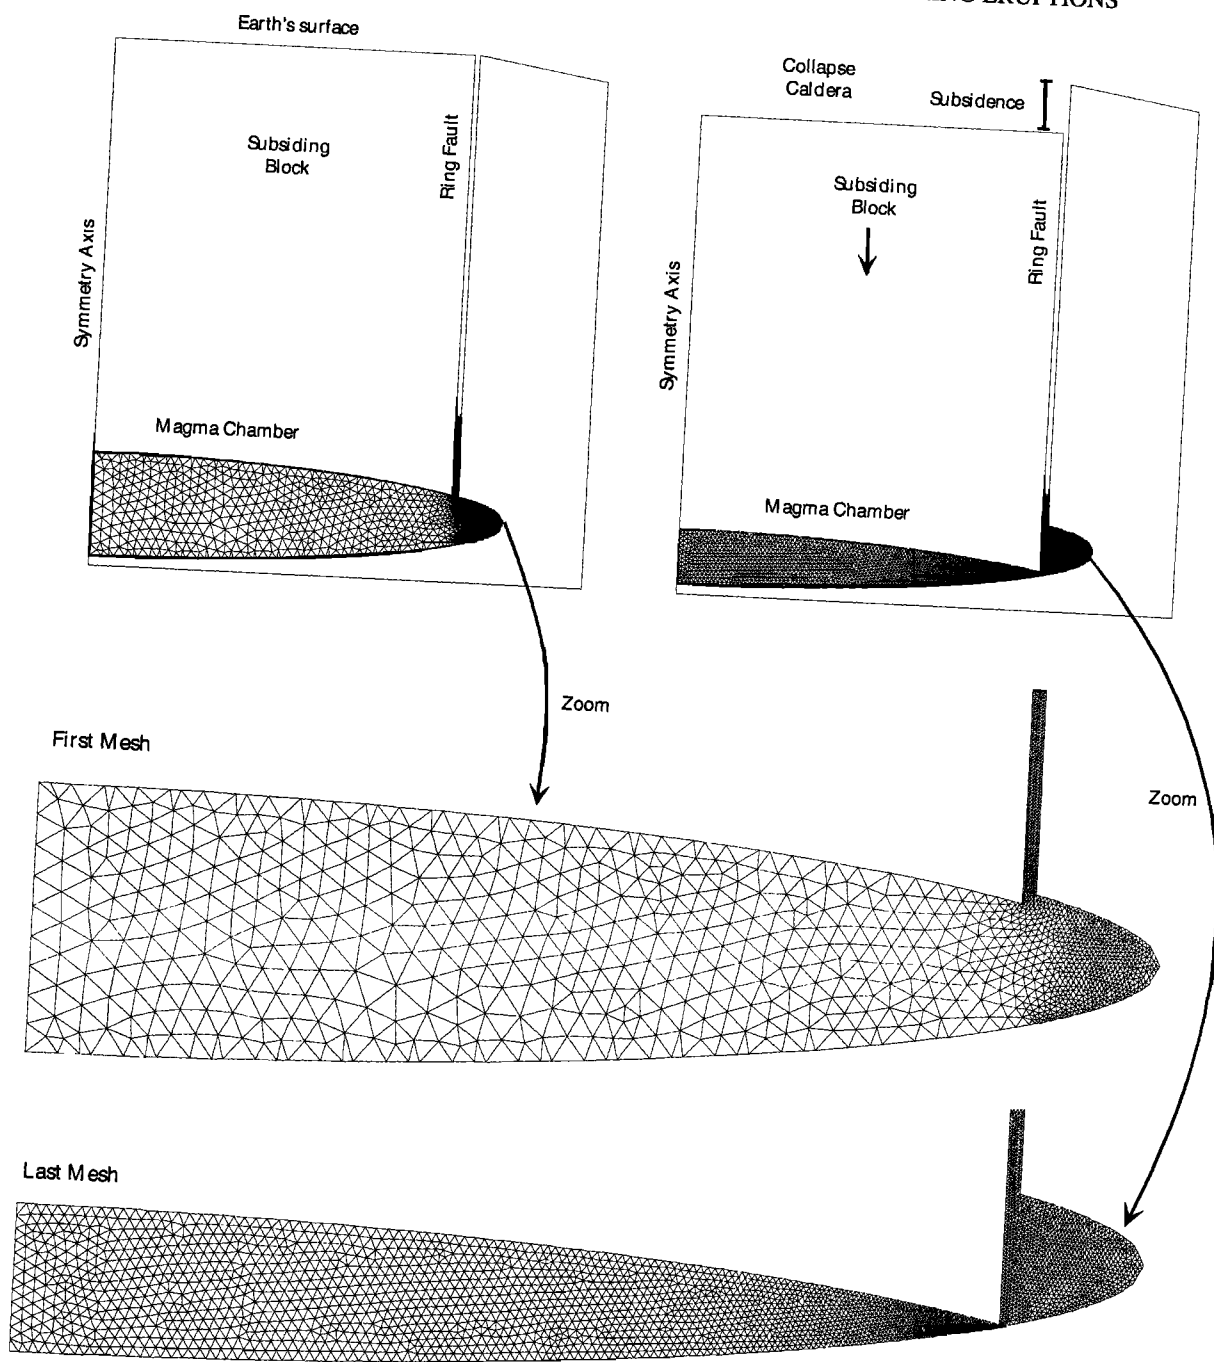 ERUPTIONS
Earth's surface
Subsiding
Block
Ring Fault
Symmetry Axis
Magma Chamber
Collapse
Caldera
Subsidence
Subsiding
Block
Ring Fault
Symmetry Axis
Magma Chamber
Zoom
First Mesh
Zoom
Last Mesh